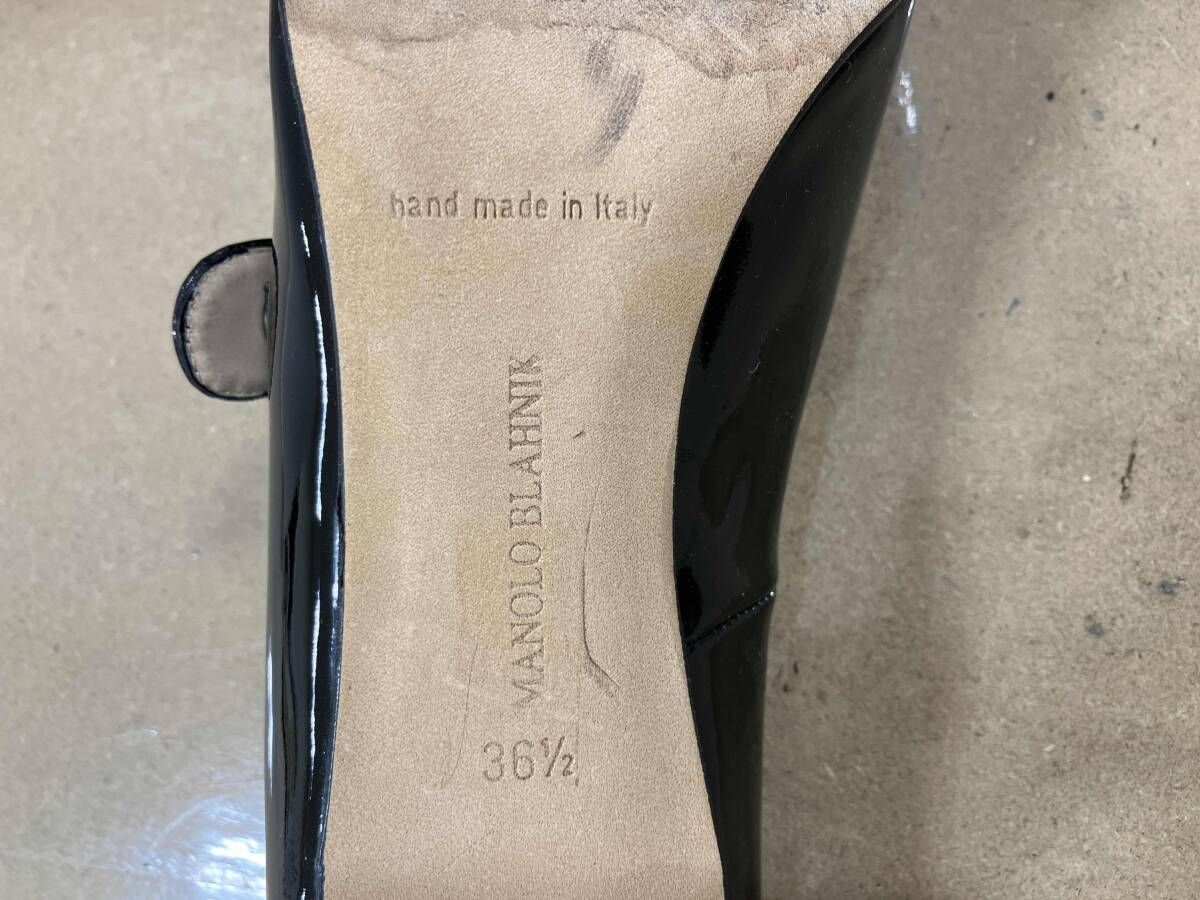 hand made in Italy
MANOLO BLAHNIK
36½